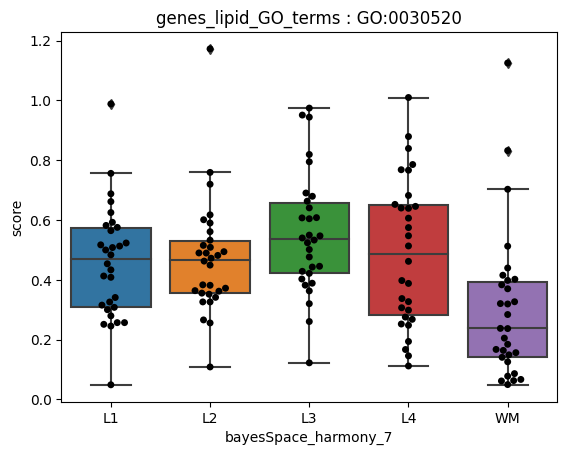 genes_lipid_GO_terms : GO:0030520
1.2
1.0
0.8
0.6
0.4
0.2
0.0
score
L1 L2 L3 L4 WM
bayesSpace_harmony_7